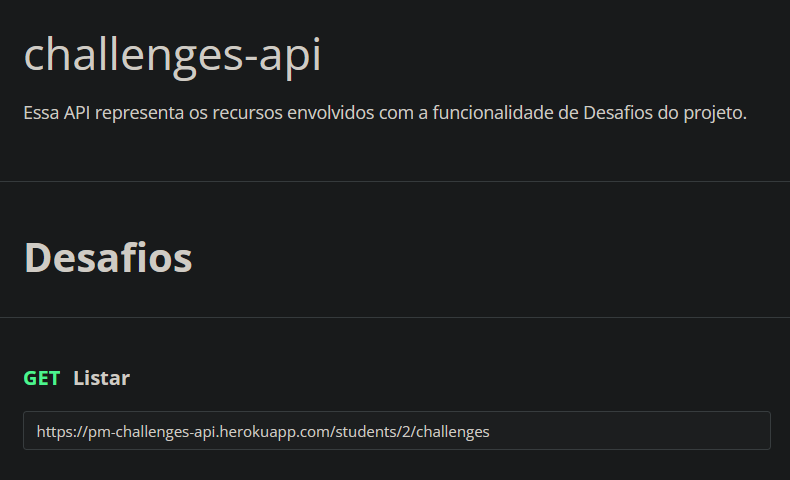 challenges-api
Essa API representa os recursos envolvidos com a funcionalidade de Desafios do projeto.
Desafios
GET Listar
https://pm-challenges-api.herokuapp.com/students/2/challenges